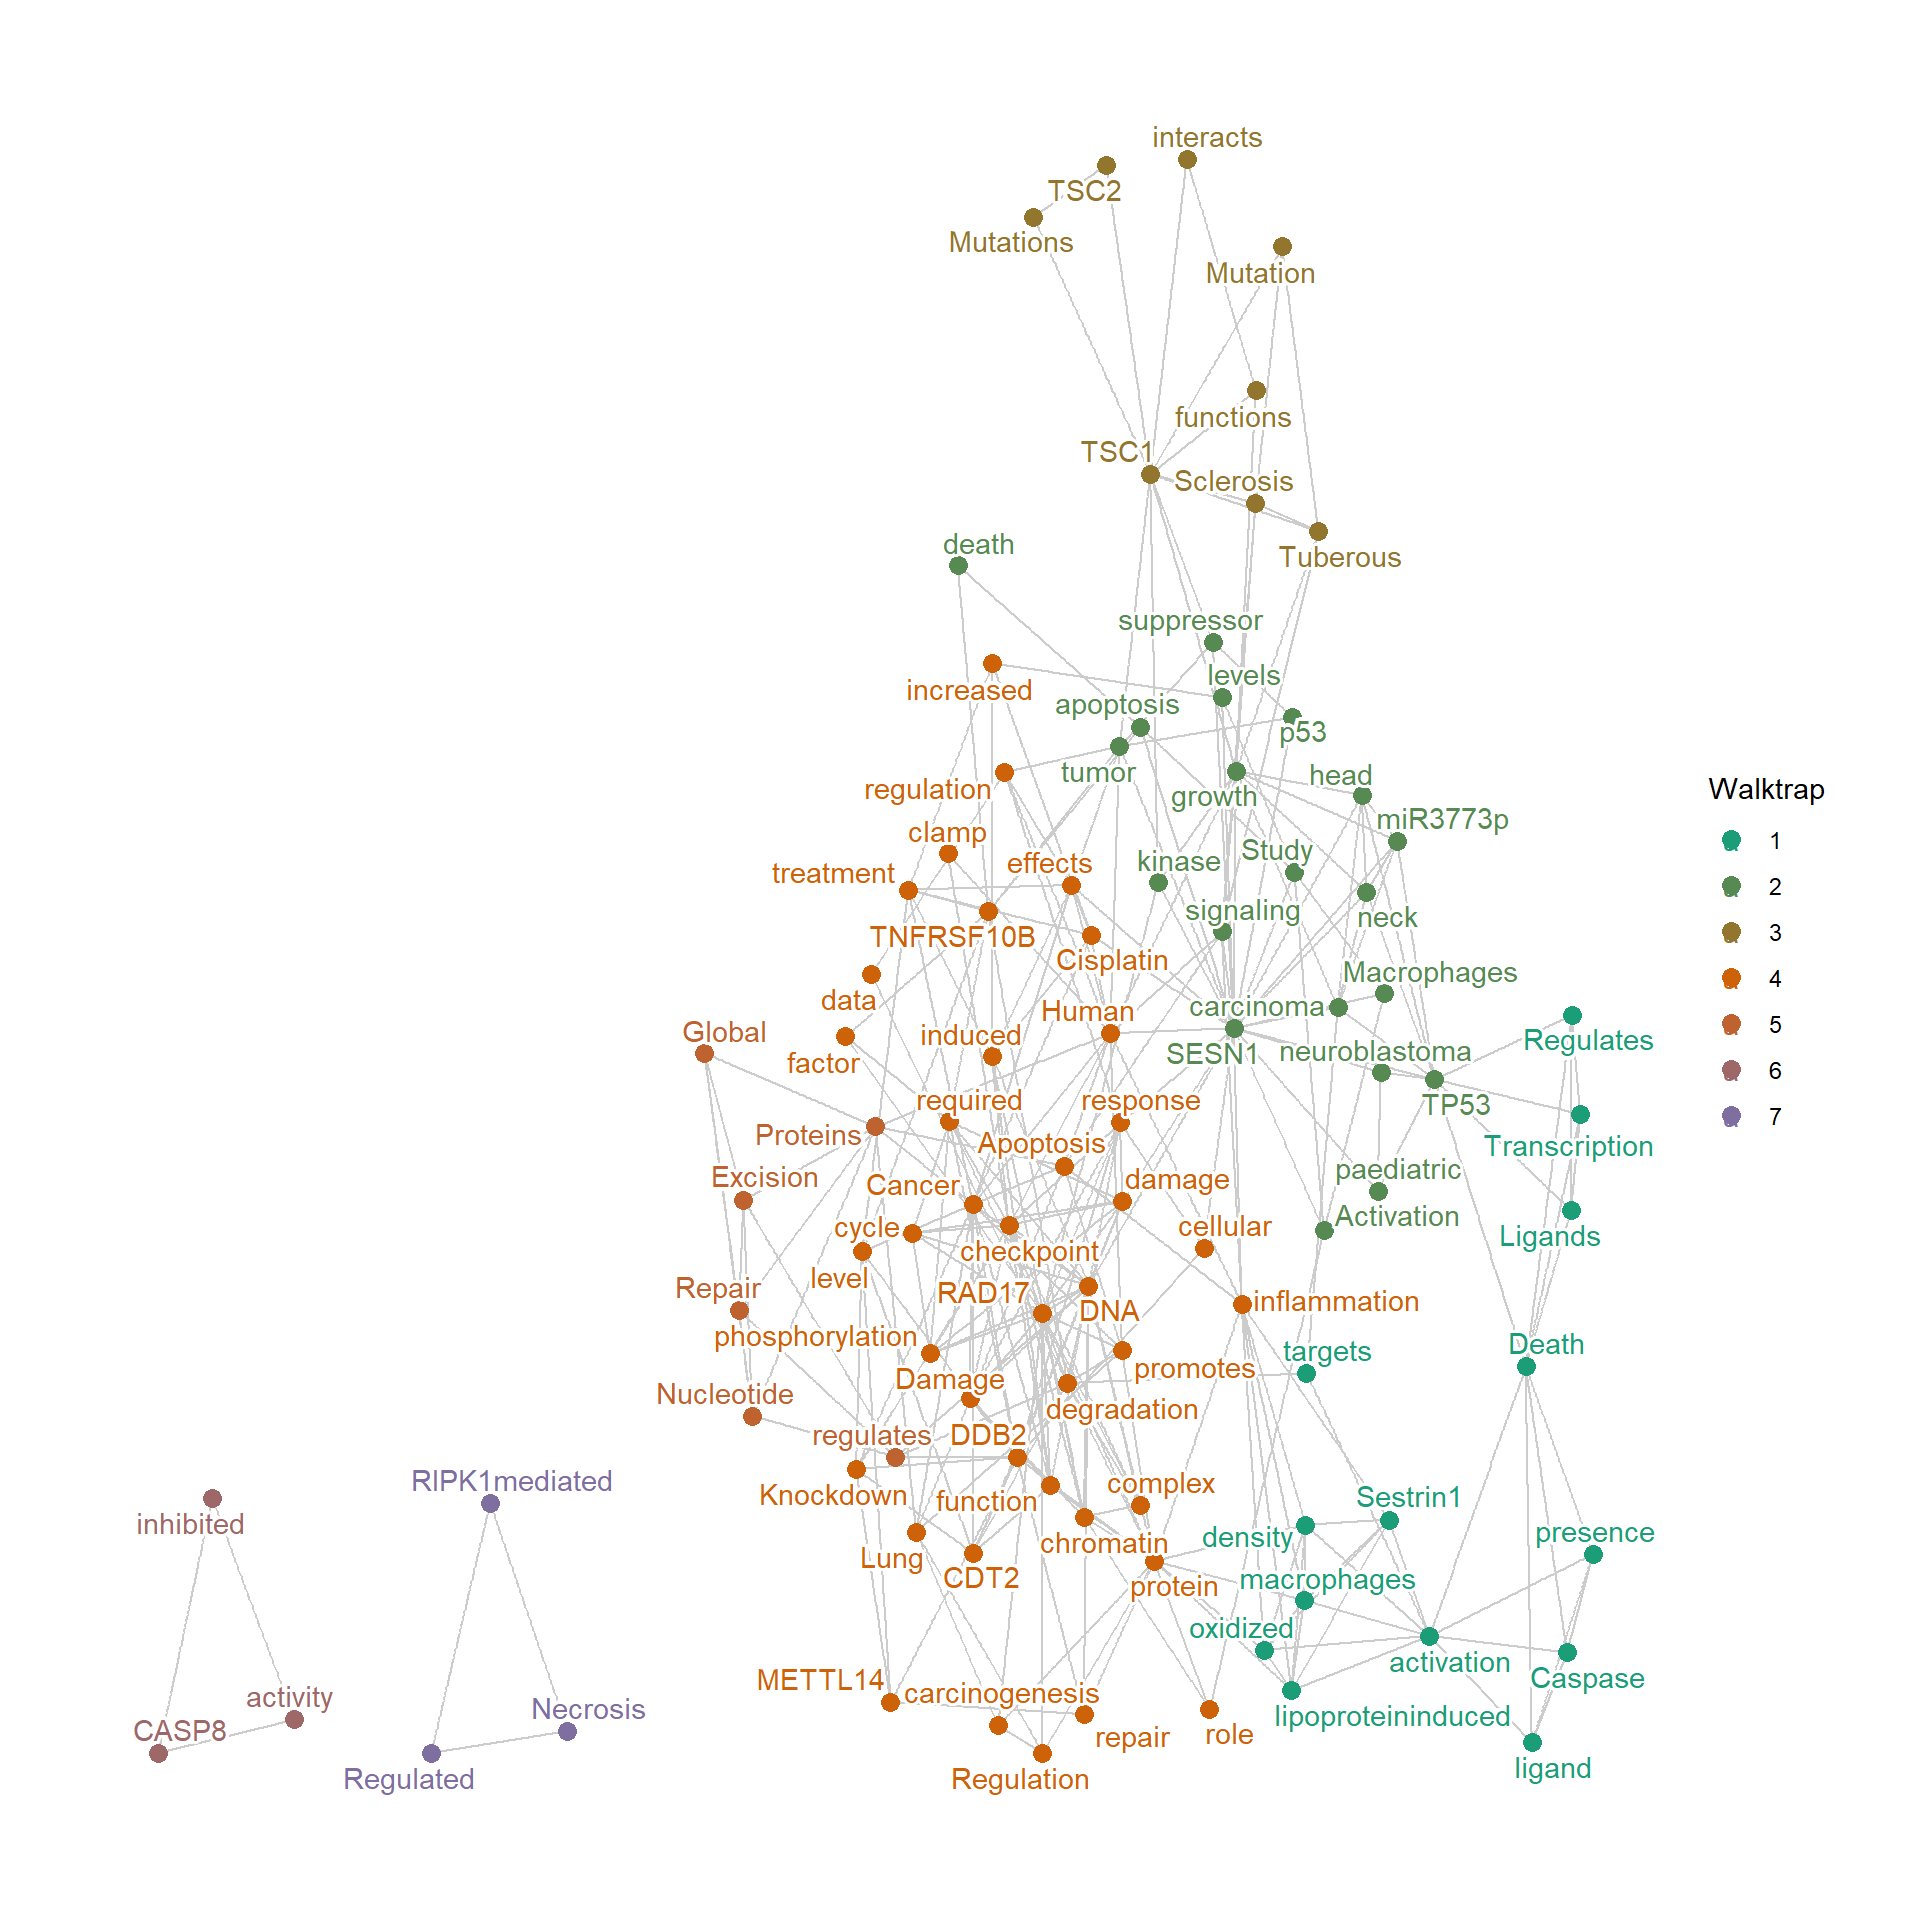 interacts
TSC2
Mutations
Mutation
functions
TSC1
Sclerosis
death
Tuberous
suppressor
levels
increased
apoptosis
p53
tumor
head
regulation
growth
miR3773p
clamp
effects
kinase
Study
treatment
signaling
neck
TNFRSF10B
Cisplatin
Macrophages
data
carcinoma
Human
Global
induced
Regulates
SESN1
neuroblastoma
factor
required
response
TP53
Proteins
Apoptosis
Transcription
Excision
damage
paediatric
Cancer
cycle
cellular
Activation
Ligands
checkpoint
level
Repair
RAD17
DNA
inflammation
phosphorylation
Death
targets
Damage
promotes
Nucleotide
degradation
regulates
DDB2
RIPK1mediated
complex
Knockdown
function
Sestrin1
inhibited
density
presence
chromatin
Lung
CDT2
protein
macrophages
oxidized
activation
METTL14
Caspase
activity
carcinogenesis
lipoproteininduced
Necrosis
CASP8
repair
role
Regulated
Regulation
ligand
Walktrap
1
2
3
4
5
6
7